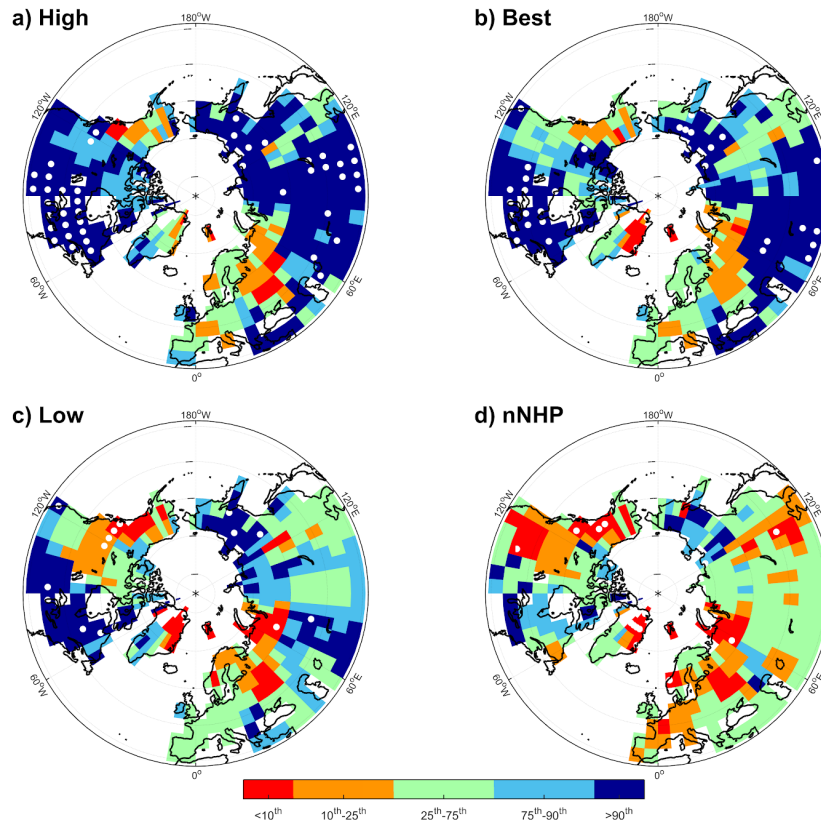 a) High
b) Best
180°W
180°W
120°W
120°E
120°W
120°E
60°W
60°E
60°W
60°E
0°
0°
c) Low
d) nNHP
180°W
180°W
120°W
120°E
120°W
120°E
60°W
60°E
60°W
60°E
0°
0°
<10th
10th-25th
25th-75th
75th-90th
>90th